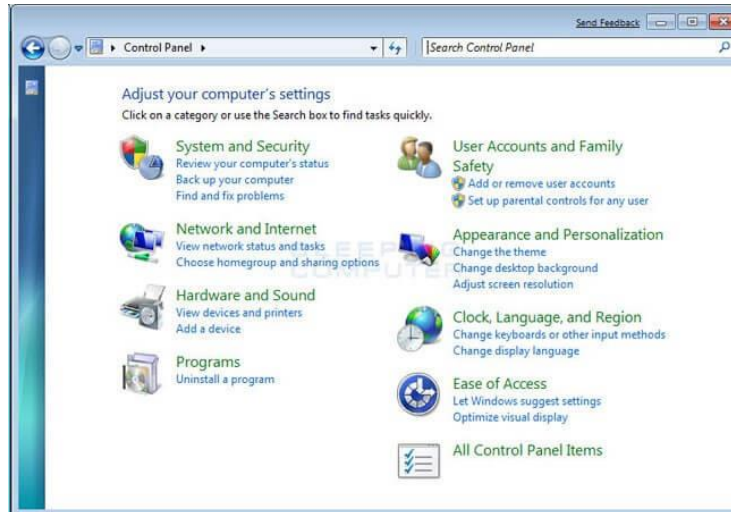 Send Feedback
Control Panel
Search Control Panel
Adjust your computer's settings
Click on a category or use the Search box to find tasks quickly.
System and Security
Review your computer's status
Back up your computer
Find and fix problems
Network and Internet
View network status and tasks
Choose homegroup and sharing options
Hardware and Sound
View devices and printers
Add a device
Programs
Uninstall a program
User Accounts and Family
Safety
Add or remove user accounts
Set up parental controls for any user
Appearance and Personalization
Change the theme
Change desktop background
Adjust screen resolution
Clock, Language, and Region
Change keyboards or other input methods
Change display language
Ease of Access
Let Windows suggest settings
Optimize visual display
All Control Panel Items
COMPUTER